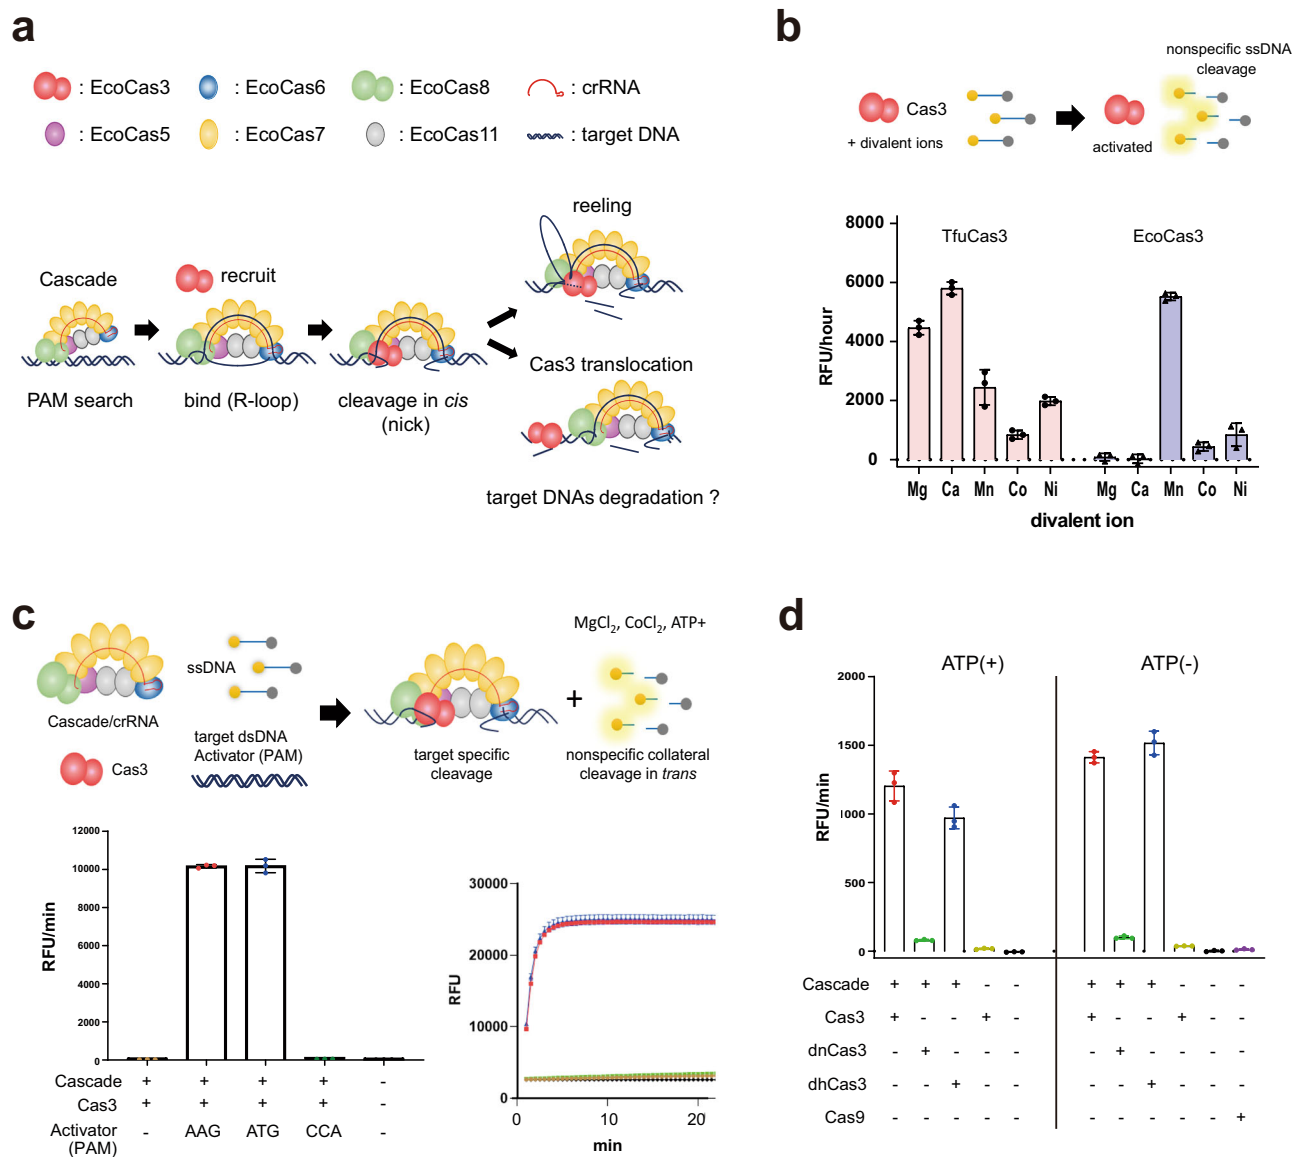 a
: EcoCas3
: EcoCas6
: EcoCas8
: crRNA
: EcoCas5
: EcoCas7
: EcoCas11
: target DNA
Cascade
recruit
reeling
PAM search
bind (R-loop)
cleavage in cis
(nick)
Cas3 translocation
target DNAs degradation ?
b
Cas3
+ divalent ions
activated
nonspecific ssDNA
cleavage
TfuCas3
EcoCas3
8000
6000
4000
2000
0
RFU/hour
Mg Ca Mn Co Ni Mg Ca Mn Co Ni
divalent ion
c
Cascade/crRNA
Cas3
ssDNA
target dsDNA
Activator (PAM)
MgCl2, CoCl2, ATP+
+
target specific
cleavage
nonspecific collateral
cleavage in trans
12000
10000
8000
6000
4000
2000
0
RFU/min
Cascade + + + + -
Cas3 + + + + -
Activator - AAG ATG CCA -
(PAM)
30000
20000
10000
0
RFU
0 10 20
min
d
ATP(+) ATP(-)
2000
1500
1000
500
0
RFU/min
Cascade + + + - - + + + - - -
Cas3 + - - + - + - - + - -
dnCas3 - + - - - - + - - - -
dhCas3 - - + - - - - + - - -
Cas9 - - - - - - - - - - +